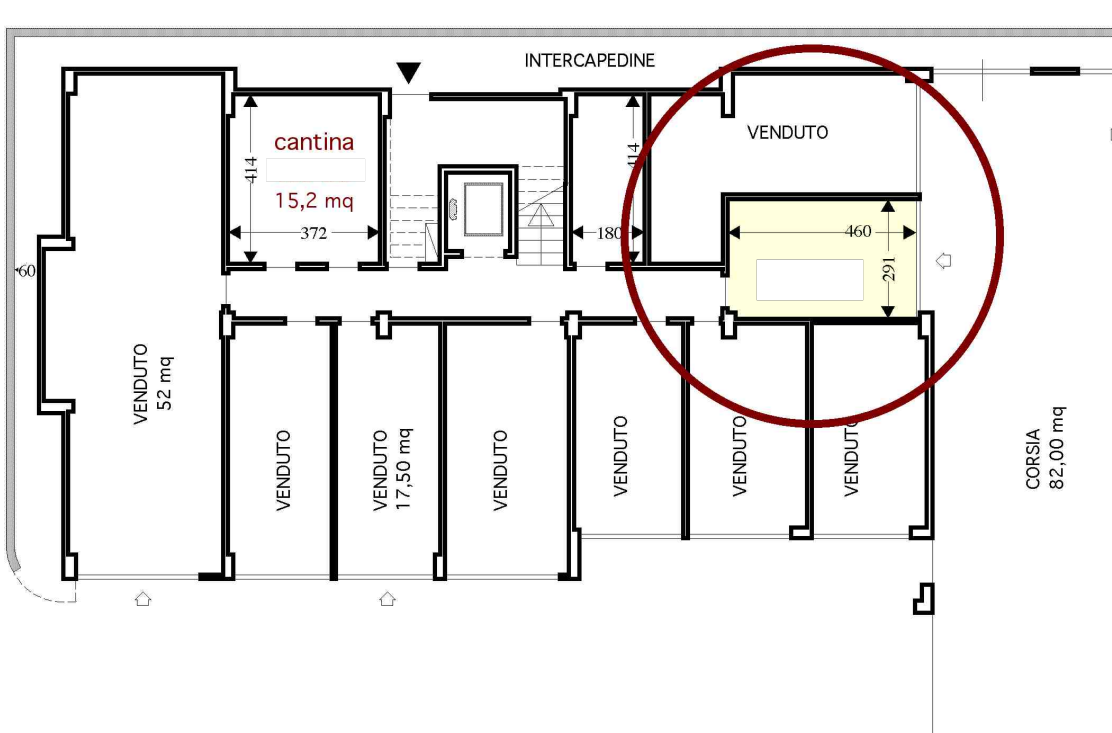 INTERCAPEDINE
VENDUTO
cantina
15,2 mq
414
372
414
180
460
291
60
VENDUTO
52 mq
VENDUTO
VENDUTO
17,50 mq
VENDUTO
VENDUTO
VENDUTO
VENDUTO
CORSIA
82,00 mq